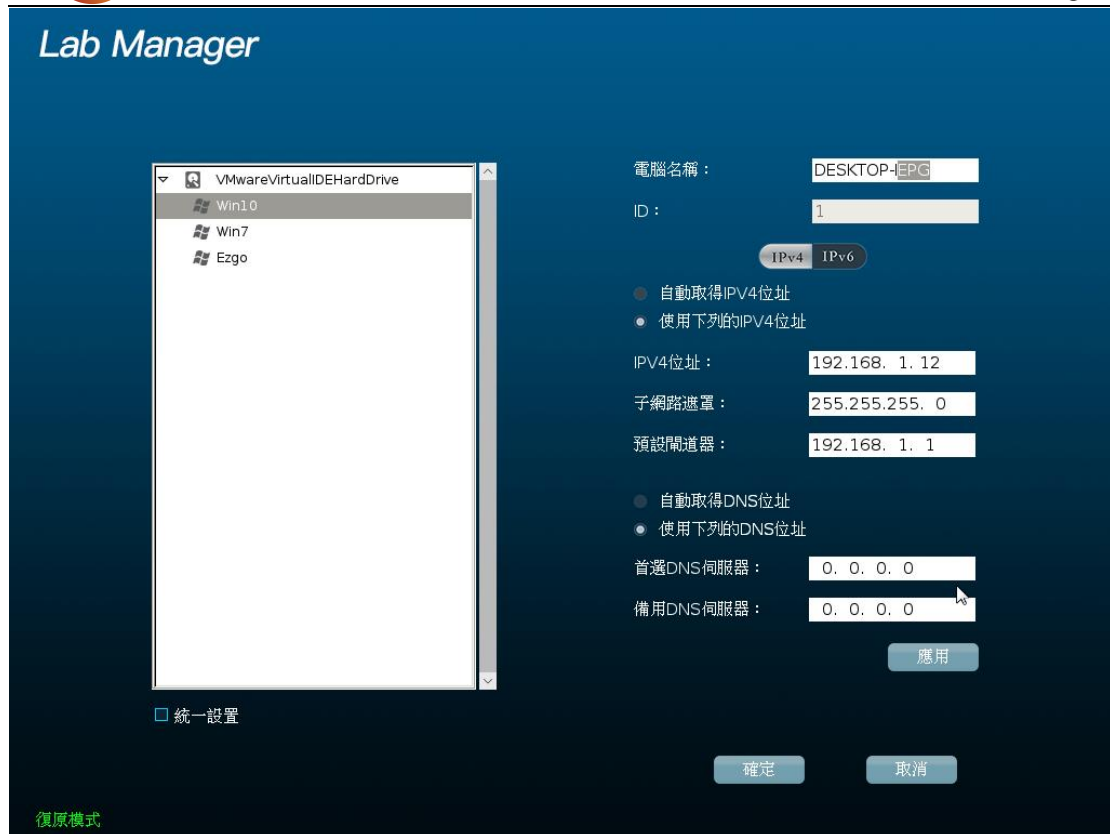 Lab Manager
VMwareVirtualIDEHardDrive
Win10
Win7
Ezgo
統一設置
電腦名稱： DESKTOP-IEPG
ID： 1
IPv4 IPv6
自動取得IPV4位址
使用下列的IPV4位址
IPV4位址： 192.168. 1. 12
子網路遮罩： 255.255.255. 0
預設閘道器： 192.168. 1. 1
自動取得DNS位址
使用下列的DNS位址
首選DNS伺服器： 0. 0. 0. 0
備用DNS伺服器： 0. 0. 0. 0
應用
確定 取消
復原模式